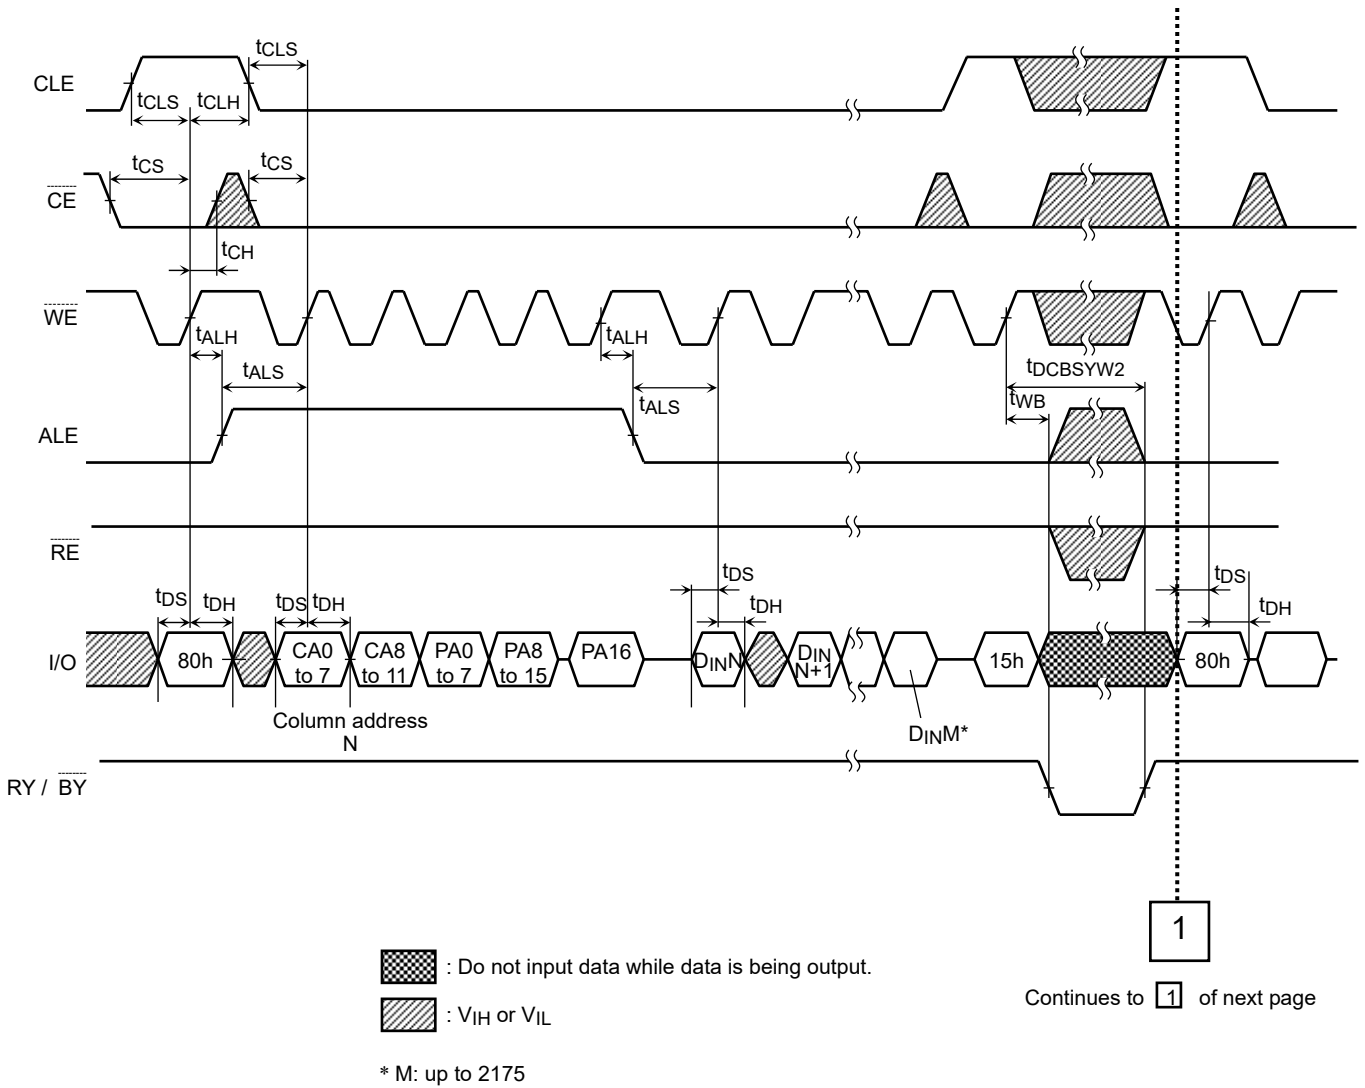 tCLS
CLE
tCLS tCLH
tCS tCS
CE
tCH
WE
tALH tALH
tALS tALS
tDCBSYW2
tWB
ALE
RE
tDS tDH tDS tDH tDS tDH tDS tDH
I/O
80h
CA0 to 7
CA8 to 11
PA0 to 7
PA8 to 15
PA16
DINN
DIN N+1
15h
80h
Column address
N
DINM*
RY / BY
1
: Do not input data while data is being output.
: VIH or VIL
Continues to 1 of next page
* M: up to 2175